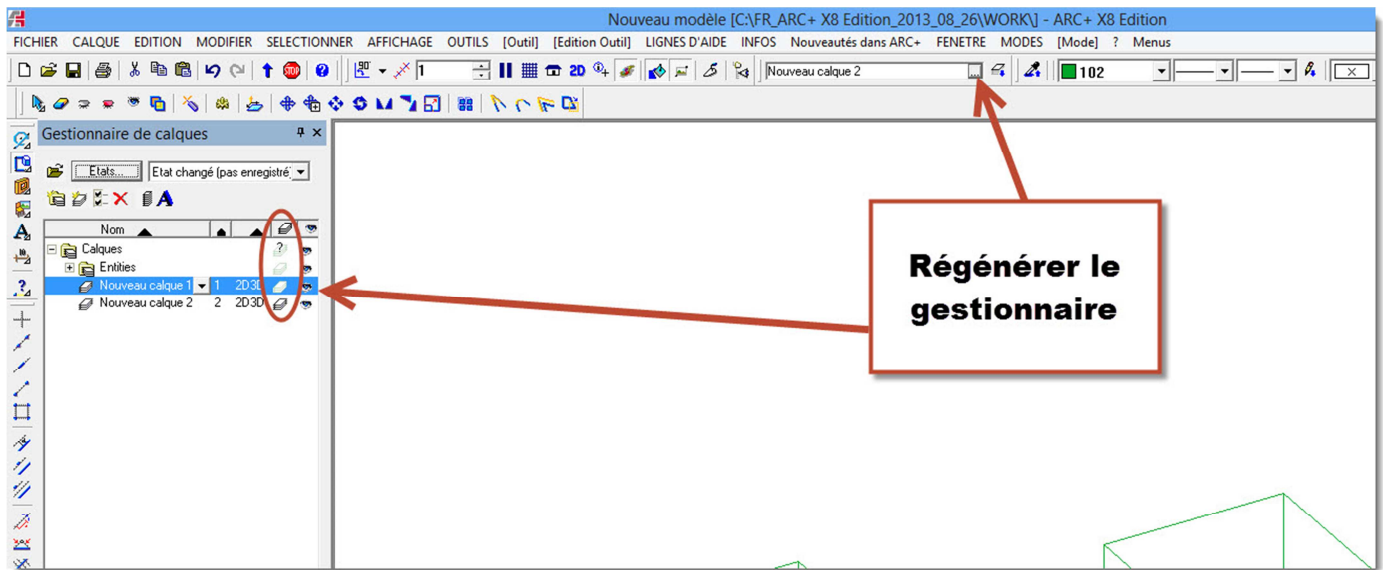 Nouveau modèle [C:\FR_ARC+ X8 Edition_2013_08_26\WORK\] - ARC+ X8 Edition
FICHIER CALQUE EDITION MODIFIER SELECTIONNER AFFICHAGE OUTILS [Outil] [Edition Outil] LIGNES D'AIDE INFOS Nouveautés dans ARC+ FENETRE MODES [Mode] ? Menus
1 2D Nouveau calque 2 ... 102
Gestionnaire de calques
Etats... Etat changé (pas enregistré)
Nom
Calques ?
Entities
Nouveau calque 1 1 2D3D
Nouveau calque 2 2 2D3D
Régénérer le
gestionnaire